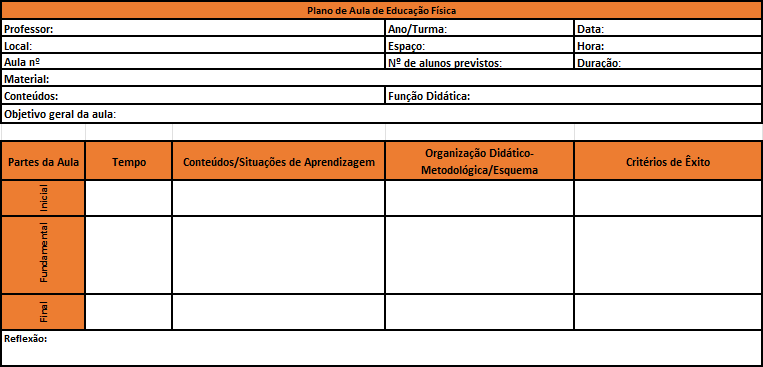 Plano de Aula de Educação Física
Professor: Ano/Turma: Data:
Local: Espaço: Hora:
Aula nº Nº de alunos previstos: Duração:
Material:
Conteúdos: Função Didática:
Objetivo geral da aula:
Partes da Aula Tempo Conteúdos/Situações de Aprendizagem Organização Didático-
Metodológica/Esquema Critérios de Êxito
Inicial
Fundamental
Final
Reflexão: